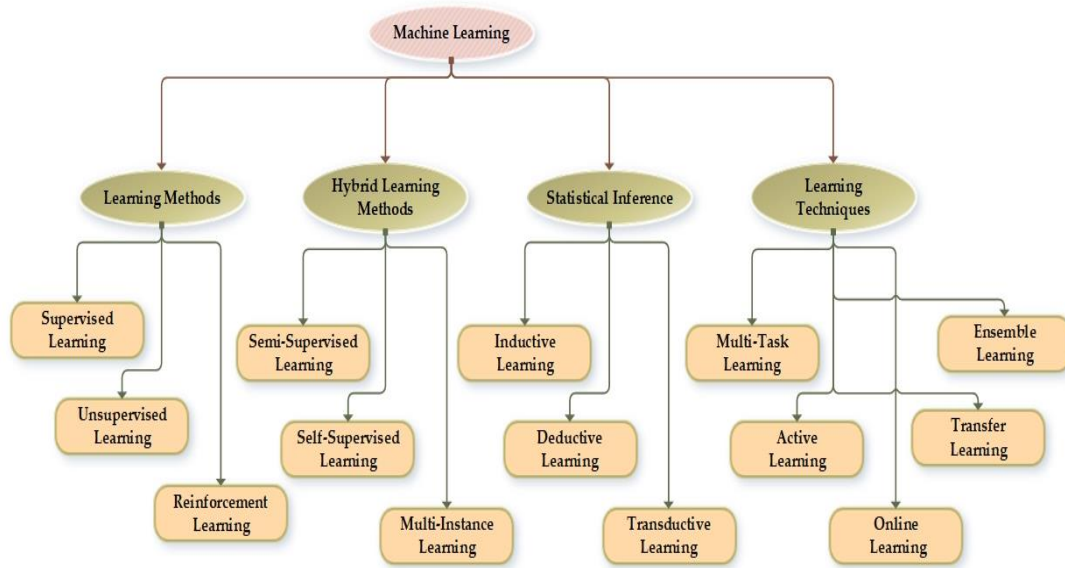 Machine Learning
Learning Methods
Hybrid Learning
Methods
Statistical Inference
Learning
Techniques
Supervised
Learning
Unsupervised
Learning
Reinforcement
Learning
Semi-Supervised
Learning
Self-Supervised
Learning
Multi-Instance
Learning
Inductive
Learning
Deductive
Learning
Transductive
Learning
Multi-Task
Learning
Active
Learning
Online
Learning
Ensemble
Learning
Transfer
Learning